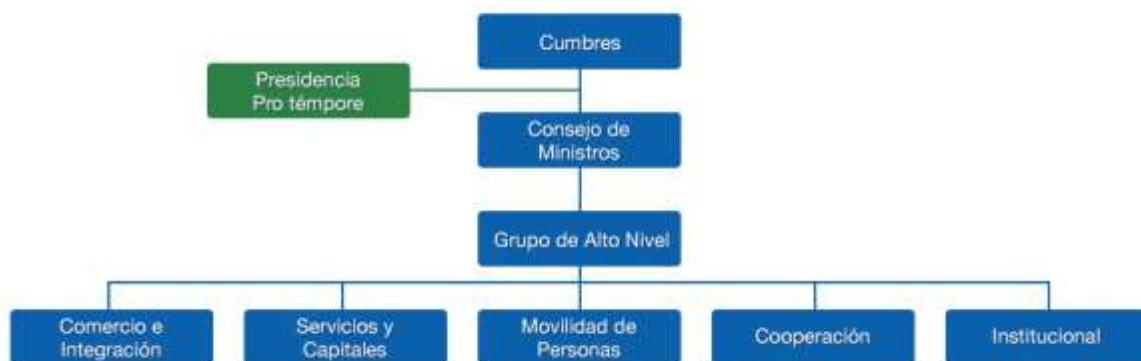 Cumbres
Presidencia
Pro témpore
Consejo de
Ministros
Grupo de Alto Nivel
Comercio e
Integración
Servicios y
Capitales
Movilidad de
Personas
Cooperación
Institucional